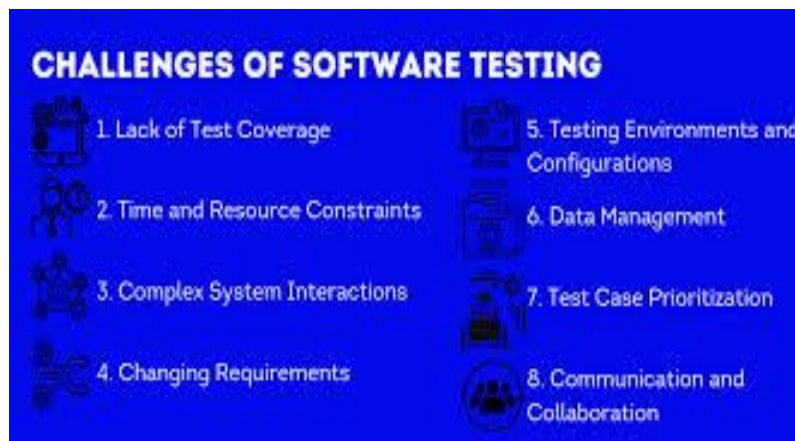 CHALLENGES OF SOFTWARE TESTING
1. Lack of Test Coverage
2. Time and Resource Constraints
3. Complex System Interactions
4. Changing Requirements
5. Testing Environments and
Configurations
6. Data Management
7. Test Case Prioritization
8. Communication and
Collaboration